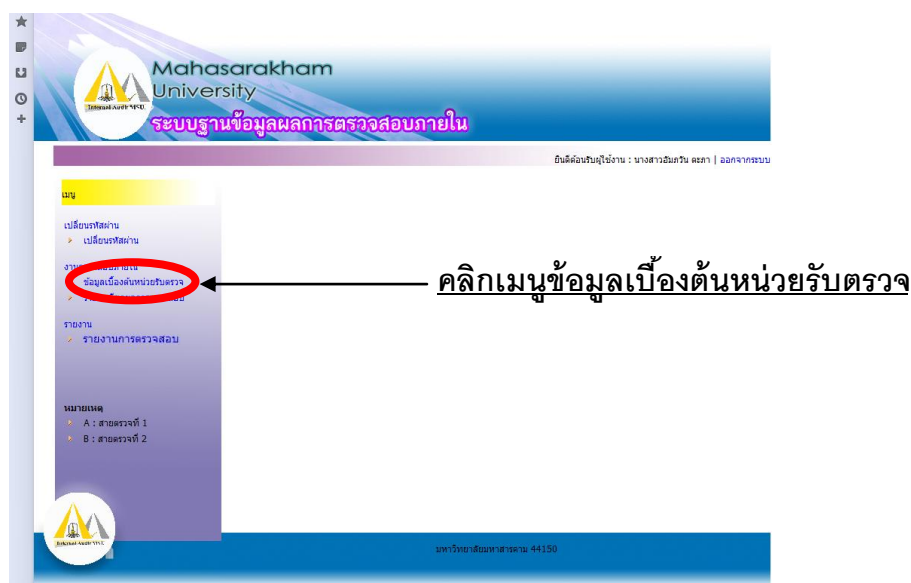 Mahasarakham
University
Internal Audit MSU
ระบบฐานข้อมูลผลการตรวจสอบภายใน
ยินดีต้อนรับผู้ใช้งาน : นางสาวอัมภวัน ตะภา | ออกจากระบบ
เมนู
เปลี่ยนรหัสผ่าน
เปลี่ยนรหัสผ่าน
ข้อมูลเบื้องต้นหน่วยรับตรวจ
คลิกเมนูข้อมูลเบื้องต้นหน่วยรับตรวจ
รายงาน
รายงานการตรวจสอบ
หมายเหตุ
A : สายตรวจที่ 1
B : สายตรวจที่ 2
Internal Audit MSU
มหาวิทยาลัยมหาสารคาม 44150